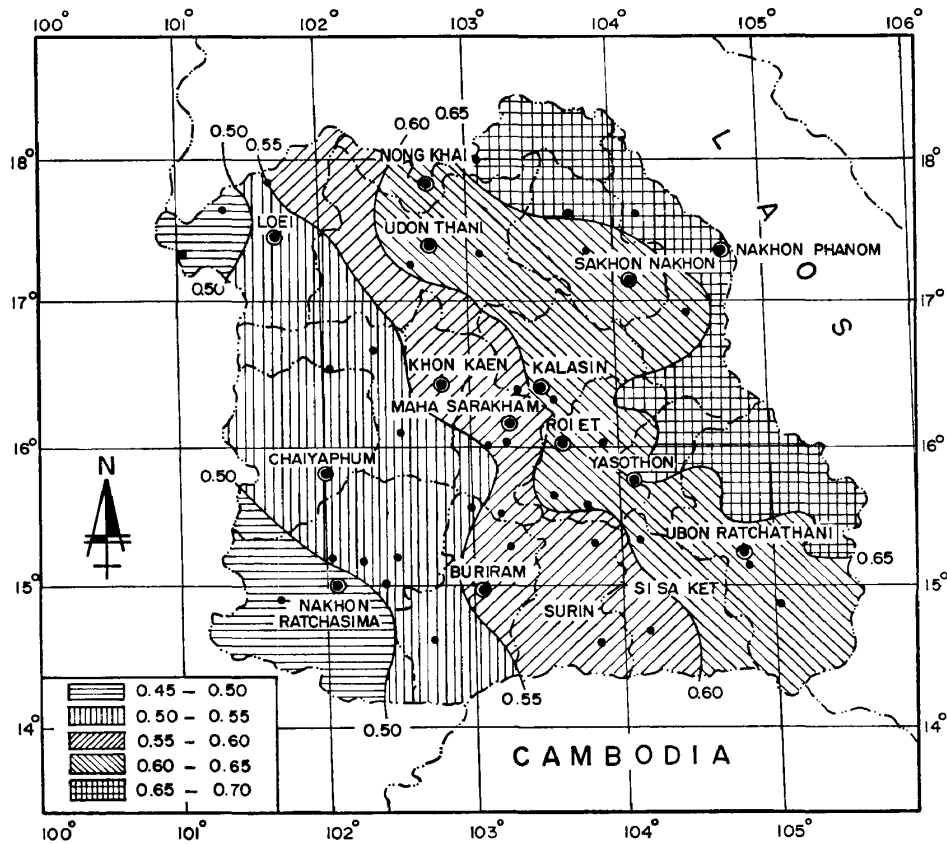 100° 101° 102° 103° 104° 105° 106°
0.50 0.55 0.60 0.65
L A O S
18° 18°
NONG KHAI
LOEI
UDON THANI
SAKHON NAKHON
NAKHON PHANOM
0.50
17° 17°
KHON KAEN
KALASIN
MAHA SARAKHAM
ROI ET
16° 16°
CHAIYAPHUM
YASOTHON
0.50
N
UBON RATCHATHANI
0.65
BURIRAM
15° 15°
NAKHON
RATCHASIMA
SURIN
SI SA KET
0.45 - 0.50
0.50 - 0.55
0.55 - 0.60
0.60 - 0.65
0.65 - 0.70
0.50 0.55 0.60
14° 14°
CAMBODIA
100° 101° 102° 103° 104° 105°